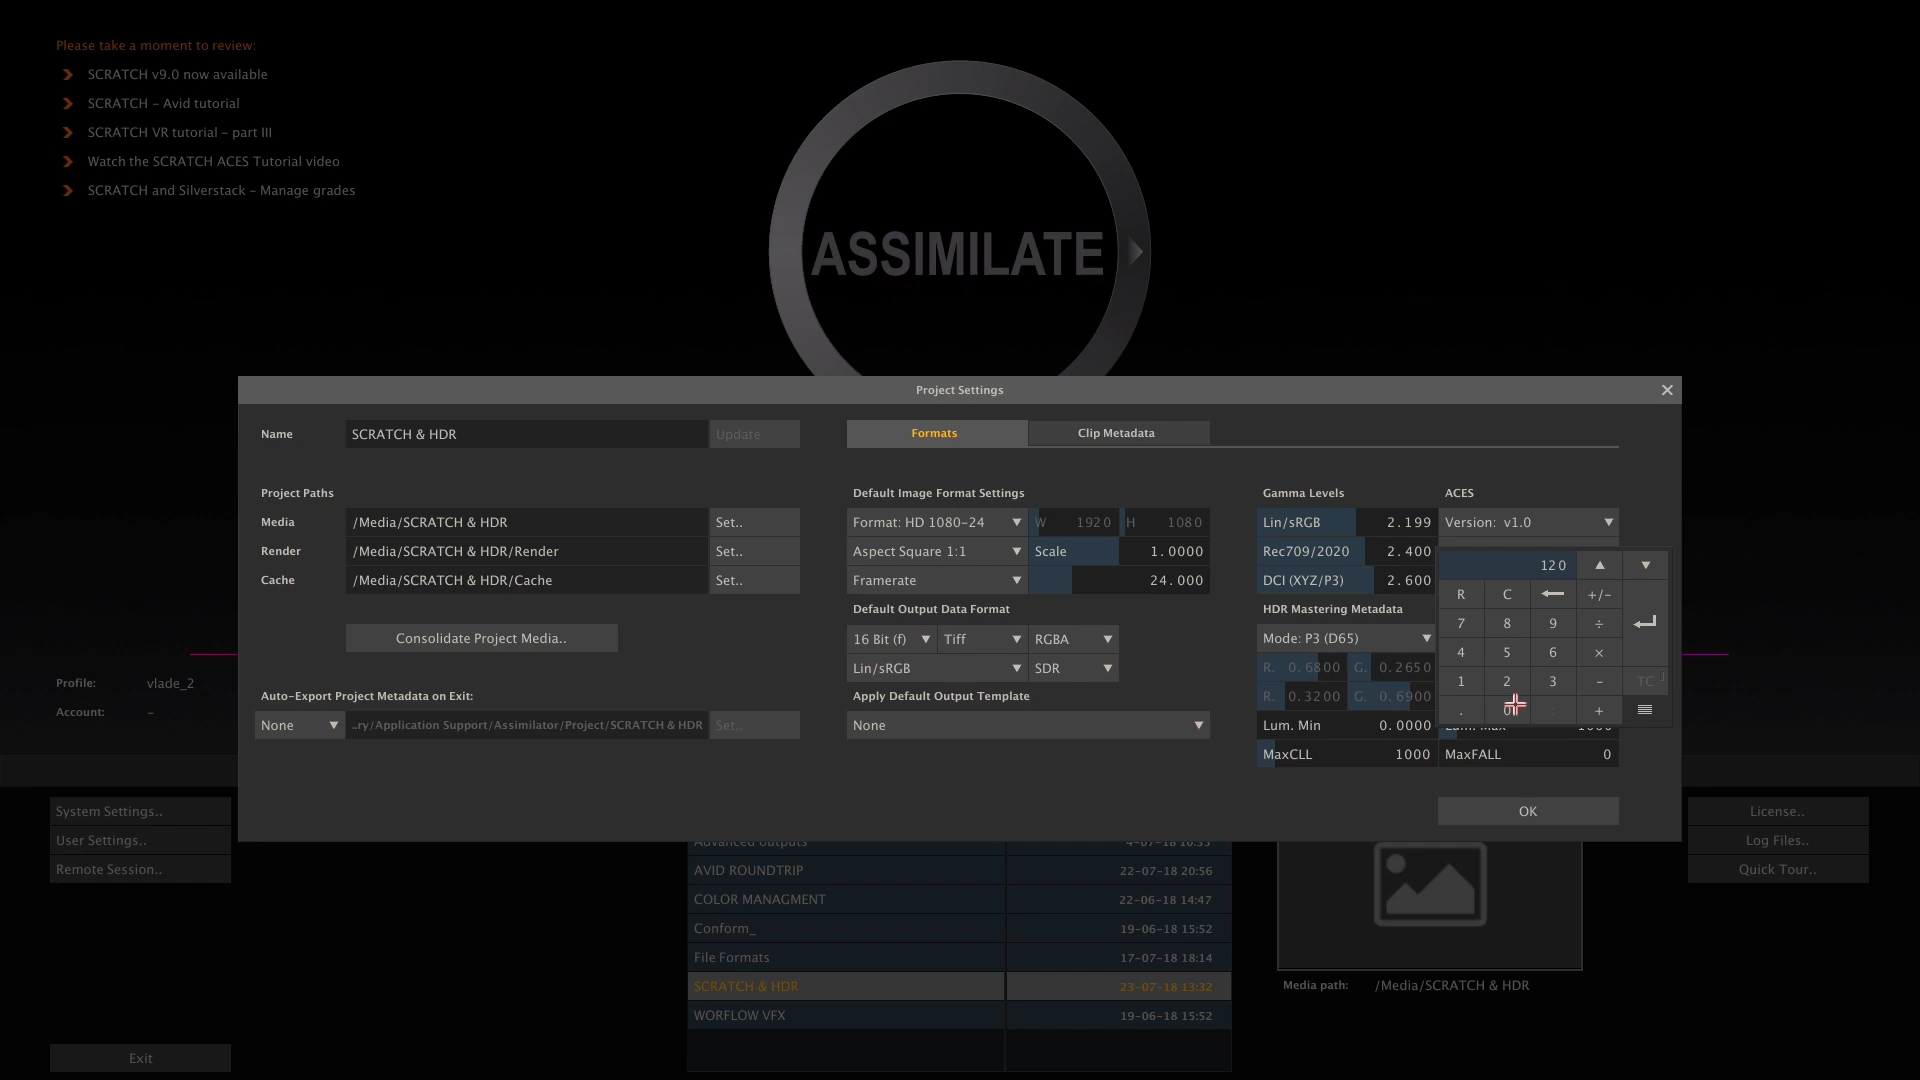 Please take a moment to review:
SCRATCH v9.0 now available
SCRATCH – Avid tutorial
SCRATCH VR tutorial – part III
Watch the SCRATCH ACES Tutorial video
SCRATCH and Silverstack – Manage grades
ASSIMILATE
Project Settings
Name SCRATCH & HDR Update
Formats Clip Metadata
Project Paths
Media /Media/SCRATCH & HDR Set..
Render /Media/SCRATCH & HDR/Render Set..
Cache /Media/SCRATCH & HDR/Cache Set..
Consolidate Project Media..
Auto-Export Project Metadata on Exit:
None ..ry/Application Support/Assimilator/Project/SCRATCH & HDR Set..
Default Image Format Settings
Format: HD 1080–24 W 1920 H 1080
Aspect Square 1:1 Scale 1.0000
Framerate 24.000
Default Output Data Format
16 Bit (f) Tiff RGBA
Lin/sRGB SDR
Apply Default Output Template
None
Gamma Levels
Lin/sRGB 2.199
Rec709/2020 2.400
DCI (XYZ/P3) 2.600
HDR Mastering Metadata
Mode: P3 (D65)
R. 0.6800 G. 0.2650
R. 0.3200 G. 0.6900
Lum. Min 0.0000 Lum. Max 1000
MaxCLL 1000 MaxFALL 0
ACES
Version: v1.0
120
R C +/–
7 8 9 ÷
4 5 6 ×
1 2 3 – TC
. 0 : +
OK
Profile: vlade_2
Account: –
System Settings..
User Settings..
Remote Session..
Exit
Advanced outputs 4–07–18 10:55
AVID ROUNDTRIP 22–07–18 20:56
COLOR MANAGMENT 22–06–18 14:47
Conform_ 19–06–18 15:52
File Formats 17–07–18 18:14
SCRATCH & HDR 23–07–18 13:32
WORFLOW VFX 19–06–18 15:52
Media path: /Media/SCRATCH & HDR
License..
Log Files..
Quick Tour..